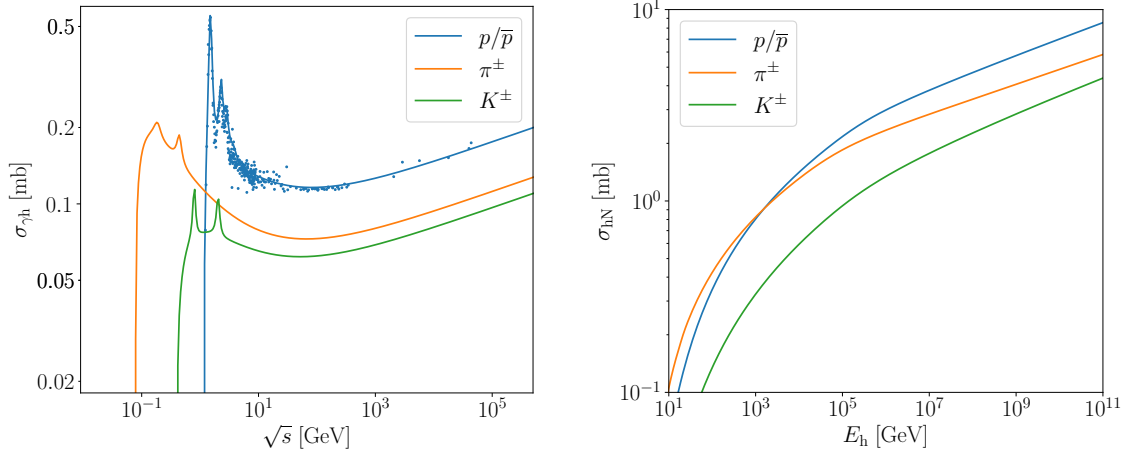 0.5
0.2
0.1
0.05
0.02
σγh [mb]
10⁻¹
10¹
10³
10⁵
√s [GeV]
p/p̅
π±
K±
10¹
10⁰
10⁻¹
σhN [mb]
10¹
10³
10⁵
10⁷
10⁹
10¹¹
Eh [GeV]
p/p̅
π±
K±